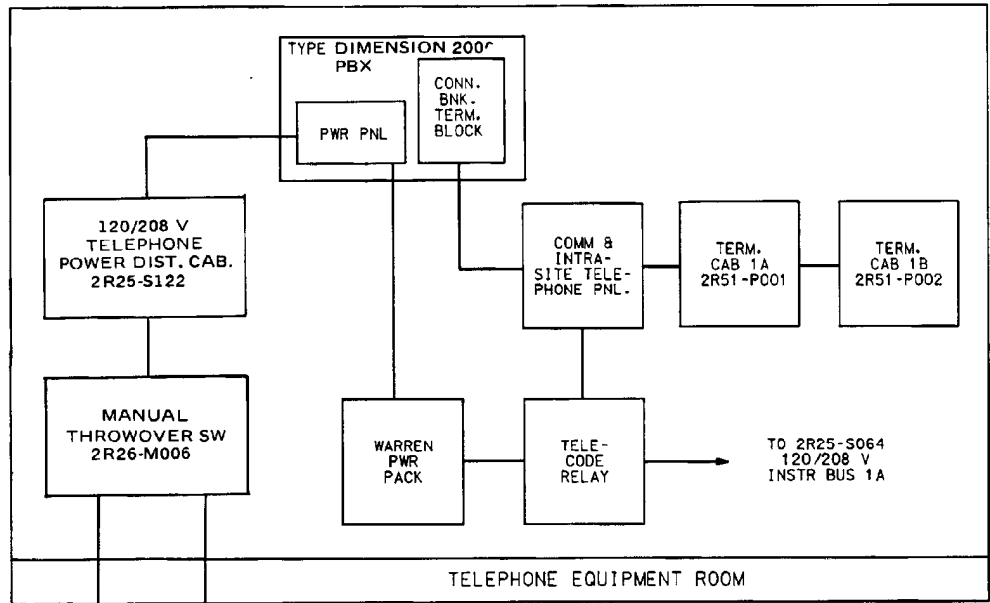 TYPE DIMENSION
PBX
CONN.
BNK.
TERM.
BLOCK
PWR PNL
120/208 V
TELEPHONE
POWER DIST. CAB.
2R25-S122
COMM &
INTRA-
SITE TELE-
PHONE PNL.
TERM.
CAB 1A
2R51-P001
TERM.
CAB 1B
2R51-P002
MANUAL
THROWOVER SW
2R26-M006
WARREN
PWR
PACK
TELE-
CODE
RELAY
TO 2R25-S064
120/208 V
INSTR BUS 1A
TELEPHONE EQUIPMENT ROOM